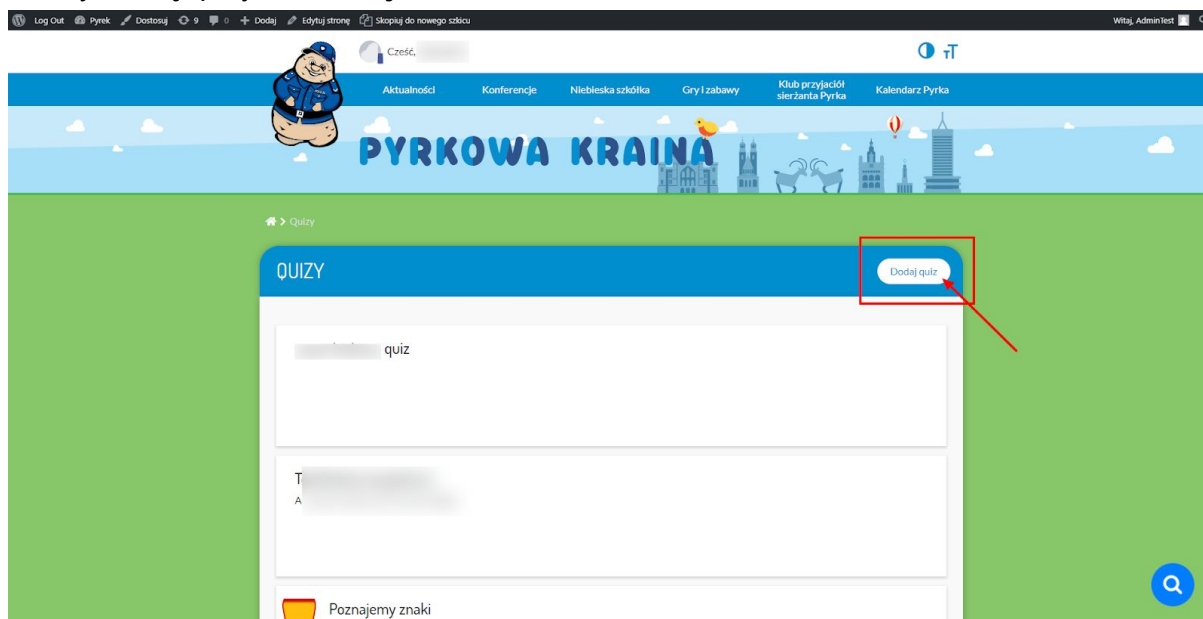 Log Out Pyrek Dostosuj 9 0 Dodaj Edytuj stronę Skopiuj do nowego szkicu Witaj, AdminTest
Cześć,
Aktualności Konferencje Niebieska szkółka Gry i zabawy Klub przyjaciół sierżanta Pyrka Kalendarz Pyrka
PYRKOWA KRAINA
Quizy
QUIZY Dodaj quiz
quiz
T
A
Poznajemy znaki